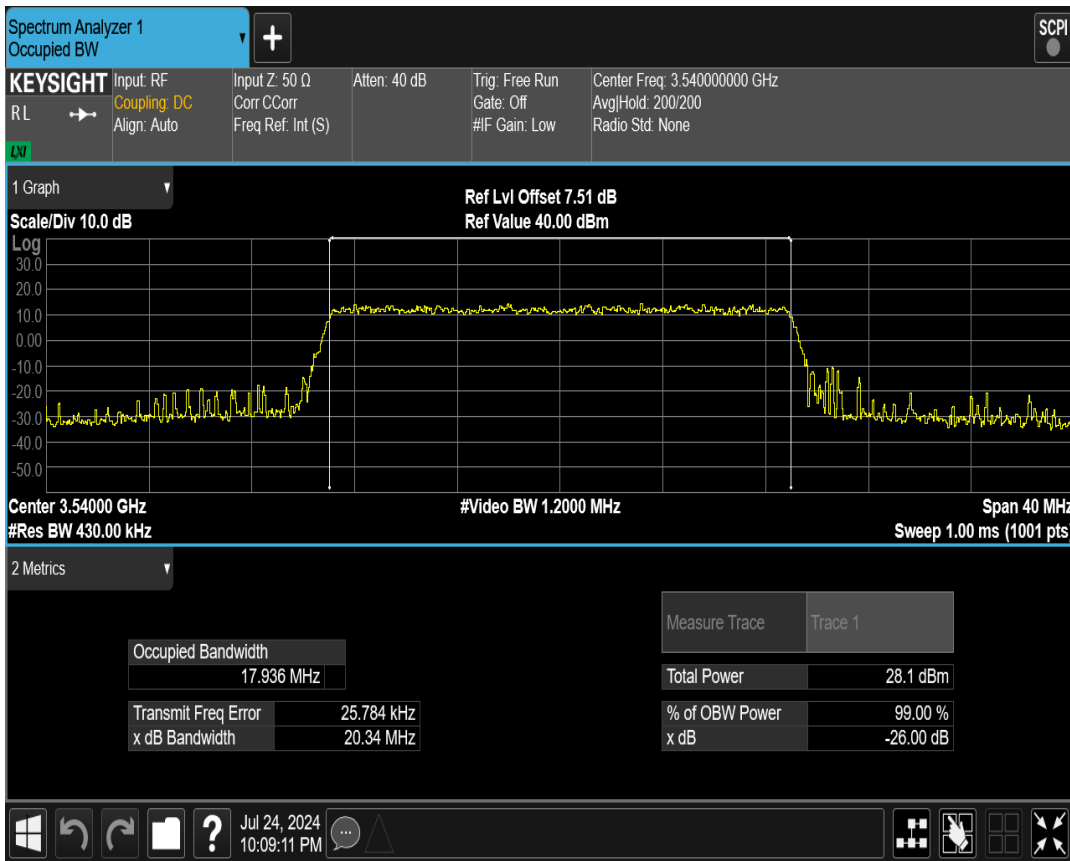 Spectrum Analyzer 1
Occupied BW
SCPI
KEYSIGHT
RL
LXI
Input: RF
Coupling: DC
Align: Auto
Input Z: 50 Ω
Corr CCorr
Freq Ref: Int (S)
Atten: 40 dB
Trig: Free Run
Gate: Off
#IF Gain: Low
Center Freq: 3.540000000 GHz
Avg|Hold: 200/200
Radio Std: None
1 Graph
Ref Lvl Offset 7.51 dB
Scale/Div 10.0 dB
Ref Value 40.00 dBm
Log
30.0
20.0
10.0
0.00
-10.0
-20.0
-30.0
-40.0
-50.0
Center 3.54000 GHz
#Video BW 1.2000 MHz
Span 40 MHz
#Res BW 430.00 kHz
Sweep 1.00 ms (1001 pts)
2 Metrics
Measure Trace
Trace 1
Occupied Bandwidth
17.936 MHz
Total Power
28.1 dBm
Transmit Freq Error
25.784 kHz
% of OBW Power
99.00 %
x dB Bandwidth
20.34 MHz
x dB
-26.00 dB
?
Jul 24, 2024
10:09:11 PM